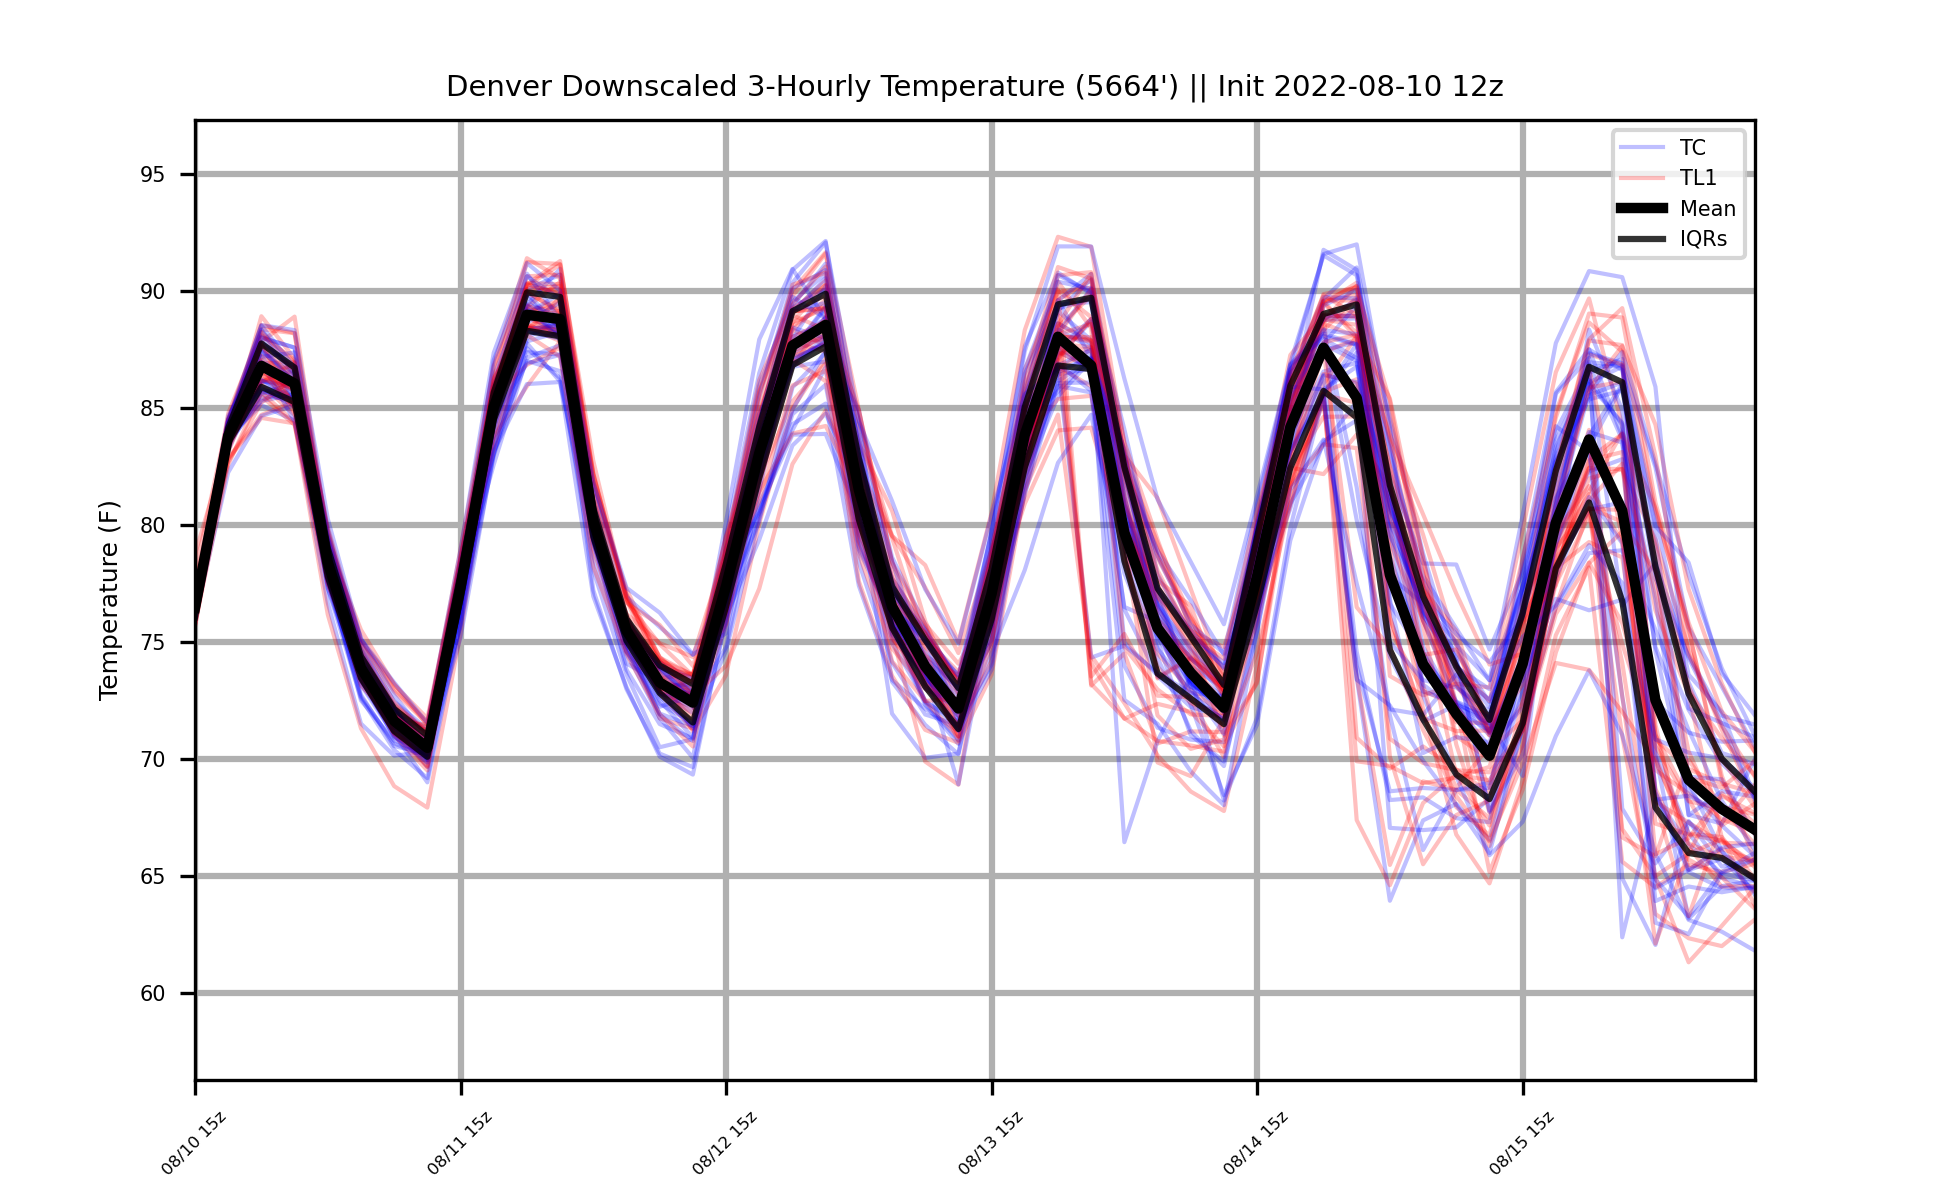 Denver Downscaled 3-Hourly Temperature (5664') || Init 2022-08-10 12z
TC
TL1
Mean
IQRs
Temperature (F)
95
90
85
80
75
70
65
60
08/10 15z
08/11 15z
08/12 15z
08/13 15z
08/14 15z
08/15 15z